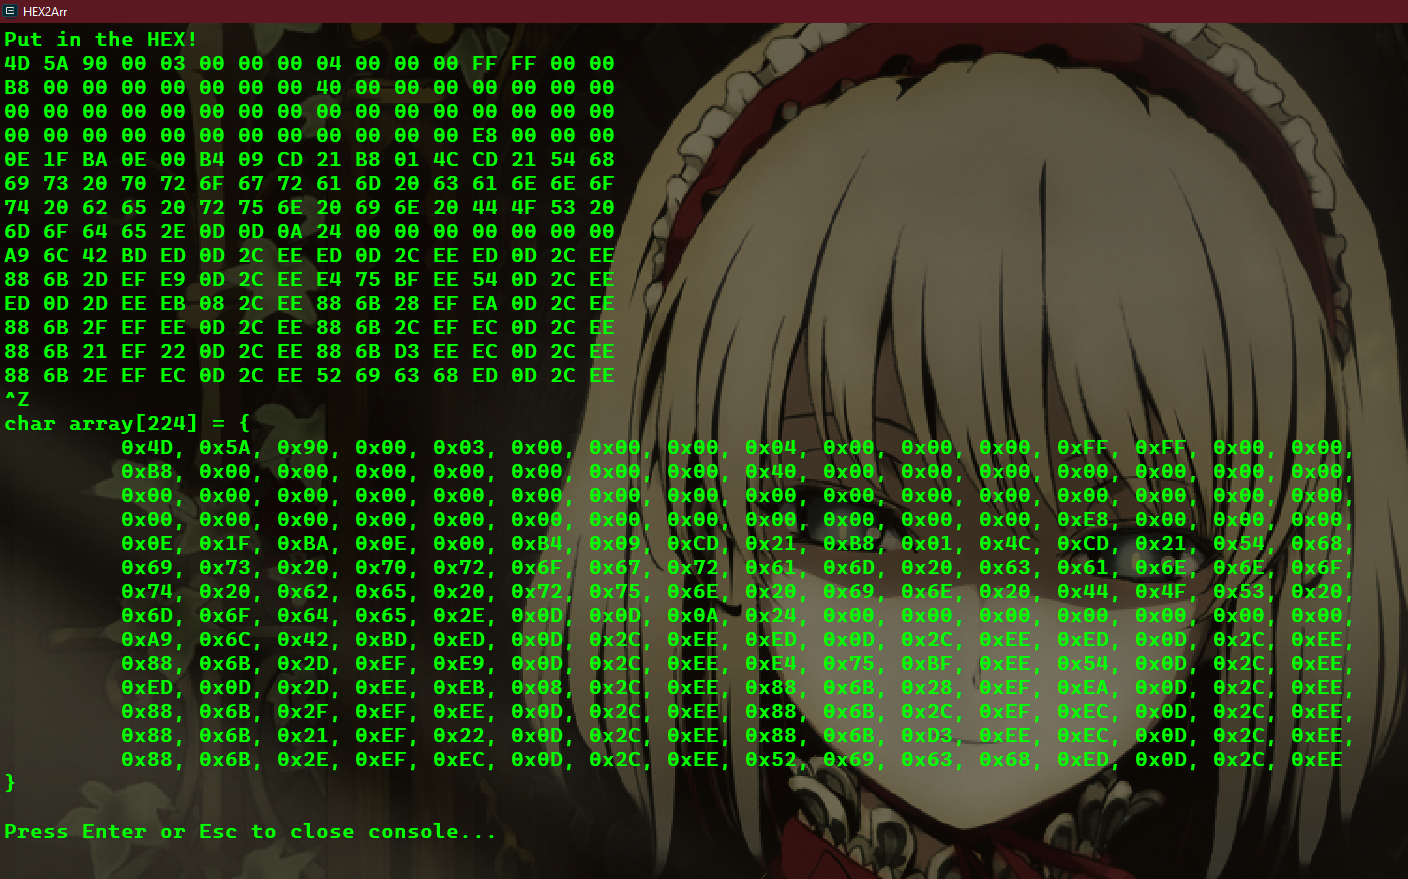 HEX2Arr
Put in the HEX!
4D 5A 90 00 03 00 00 00 04 00 00 00 FF FF 00 00
B8 00 00 00 00 00 00 00 40 00 00 00 00 00 00 00
00 00 00 00 00 00 00 00 00 00 00 00 00 00 00 00
00 00 00 00 00 00 00 00 00 00 00 00 E8 00 00 00
0E 1F BA 0E 00 B4 09 CD 21 B8 01 4C CD 21 54 68
69 73 20 70 72 6F 67 72 61 6D 20 63 61 6E 6E 6F
74 20 62 65 20 72 75 6E 20 69 6E 20 44 4F 53 20
6D 6F 64 65 2E 0D 0D 0A 24 00 00 00 00 00 00 00
A9 6C 42 BD ED 0D 2C EE ED 0D 2C EE ED 0D 2C EE
88 6B 2D EF E9 0D 2C EE E4 75 BF EE 54 0D 2C EE
ED 0D 2D EE EB 08 2C EE 88 6B 28 EF EA 0D 2C EE
88 6B 2F EF EE 0D 2C EE 88 6B 2C EF EC 0D 2C EE
88 6B 21 EF 22 0D 2C EE 88 6B D3 EE EC 0D 2C EE
88 6B 2E EF EC 0D 2C EE 52 69 63 68 ED 0D 2C EE
^Z
char array[224] = {
0x4D, 0x5A, 0x90, 0x00, 0x03, 0x00, 0x00, 0x00, 0x04, 0x00, 0x00, 0x00, 0xFF, 0xFF, 0x00, 0x00,
0xB8, 0x00, 0x00, 0x00, 0x00, 0x00, 0x00, 0x00, 0x40, 0x00, 0x00, 0x00, 0x00, 0x00, 0x00, 0x00,
0x00, 0x00, 0x00, 0x00, 0x00, 0x00, 0x00, 0x00, 0x00, 0x00, 0x00, 0x00, 0x00, 0x00, 0x00, 0x00,
0x00, 0x00, 0x00, 0x00, 0x00, 0x00, 0x00, 0x00, 0x00, 0x00, 0x00, 0x00, 0xE8, 0x00, 0x00, 0x00,
0x0E, 0x1F, 0xBA, 0x0E, 0x00, 0xB4, 0x09, 0xCD, 0x21, 0xB8, 0x01, 0x4C, 0xCD, 0x21, 0x54, 0x68,
0x69, 0x73, 0x20, 0x70, 0x72, 0x6F, 0x67, 0x72, 0x61, 0x6D, 0x20, 0x63, 0x61, 0x6E, 0x6E, 0x6F,
0x74, 0x20, 0x62, 0x65, 0x20, 0x72, 0x75, 0x6E, 0x20, 0x69, 0x6E, 0x20, 0x44, 0x4F, 0x53, 0x20,
0x6D, 0x6F, 0x64, 0x65, 0x2E, 0x0D, 0x0D, 0x0A, 0x24, 0x00, 0x00, 0x00, 0x00, 0x00, 0x00, 0x00,
0xA9, 0x6C, 0x42, 0xBD, 0xED, 0x0D, 0x2C, 0xEE, 0xED, 0x0D, 0x2C, 0xEE, 0xED, 0x0D, 0x2C, 0xEE,
0x88, 0x6B, 0x2D, 0xEF, 0xE9, 0x0D, 0x2C, 0xEE, 0xE4, 0x75, 0xBF, 0xEE, 0x54, 0x0D, 0x2C, 0xEE,
0xED, 0x0D, 0x2D, 0xEE, 0xEB, 0x08, 0x2C, 0xEE, 0x88, 0x6B, 0x28, 0xEF, 0xEA, 0x0D, 0x2C, 0xEE,
0x88, 0x6B, 0x2F, 0xEF, 0xEE, 0x0D, 0x2C, 0xEE, 0x88, 0x6B, 0x2C, 0xEF, 0xEC, 0x0D, 0x2C, 0xEE,
0x88, 0x6B, 0x21, 0xEF, 0x22, 0x0D, 0x2C, 0xEE, 0x88, 0x6B, 0xD3, 0xEE, 0xEC, 0x0D, 0x2C, 0xEE,
0x88, 0x6B, 0x2E, 0xEF, 0xEC, 0x0D, 0x2C, 0xEE, 0x52, 0x69, 0x63, 0x68, 0xED, 0x0D, 0x2C, 0xEE
}
Press Enter or Esc to close console...